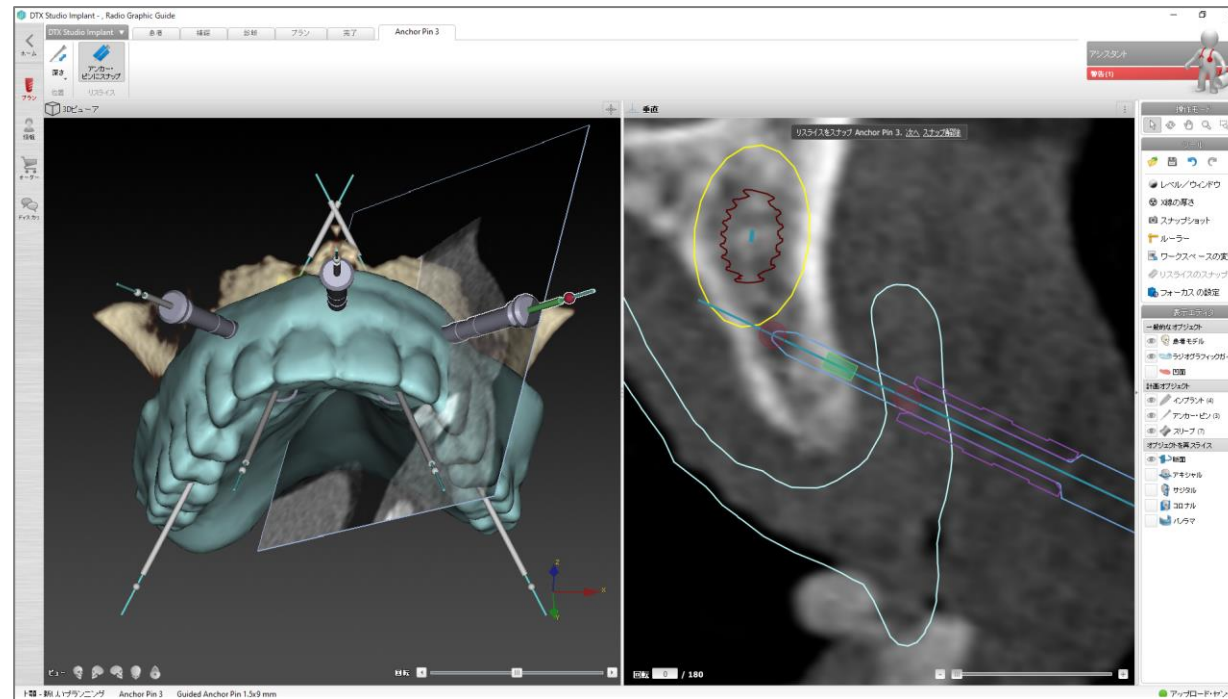 DTX Studio Implant - , Radio Graphic Guide
ホーム
DTX Studio Implant ▼
患者
補綴
診断
プラン
完了
Anchor Pin 3
深さ
アンカー・
ピンにスナップ
位置
リスライス
アシスタント
警告(1)
プラン
情報
オーダー
3Dビューア
垂直
リスライスをスナップ Anchor Pin 3. 次へ スナップ解除
操作モード
ツール
レベル/ウィンドウ
X線の厚さ
スナップショット
ルーラー
ワークスペースの変
リスライスのスナップ
フォーカスの設定
表示エディタ
一般的なオブジェクト
患者モデル
ラジオグラフィックガイ
凹面
計画オブジェクト
インプラント (4)
アンカー・ピン (3)
スリーブ (7)
オブジェクトを再スライス
断面
アキシャル
サジタル
コロナル
パノラマ
Z
X
Y
ビュー
回転
回転 0 / 180
Anchor Pin 3 Guided Anchor Pin 1.5x9 mm